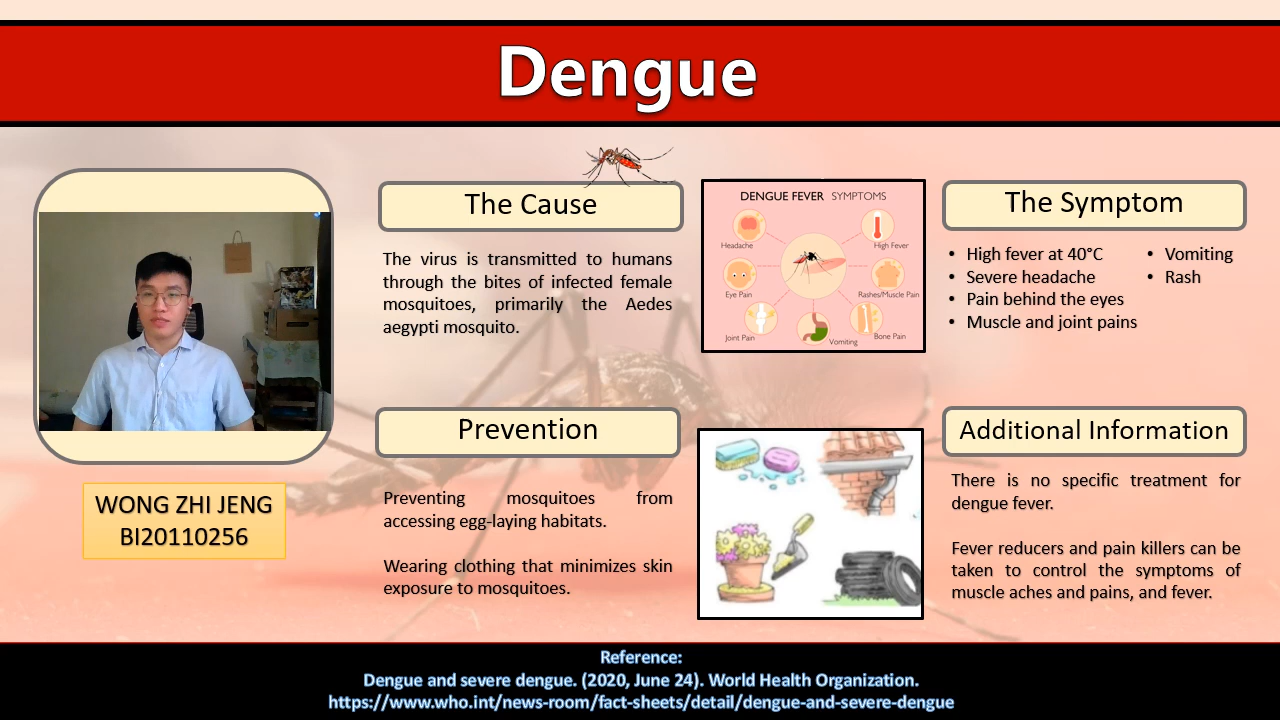 Dengue
WONG ZHI JENG
BI20110256
The Cause
The virus is transmitted to humans
through the bites of infected female
mosquitoes, primarily the Aedes
aegypti mosquito.
DENGUE FEVER SYMPTOMS
Headache
High Fever
Eye Pain
Rashes/Muscle Pain
Joint Pain
Vomiting
Bone Pain
The Symptom
• High fever at 40°C
• Severe headache
• Pain behind the eyes
• Muscle and joint pains
• Vomiting
• Rash
Prevention
Preventing mosquitoes from
accessing egg-laying habitats.
Wearing clothing that minimizes skin
exposure to mosquitoes.
Additional Information
There is no specific treatment for
dengue fever.
Fever reducers and pain killers can be
taken to control the symptoms of
muscle aches and pains, and fever.
Reference:
Dengue and severe dengue. (2020, June 24). World Health Organization.
https://www.who.int/news-room/fact-sheets/detail/dengue-and-severe-dengue